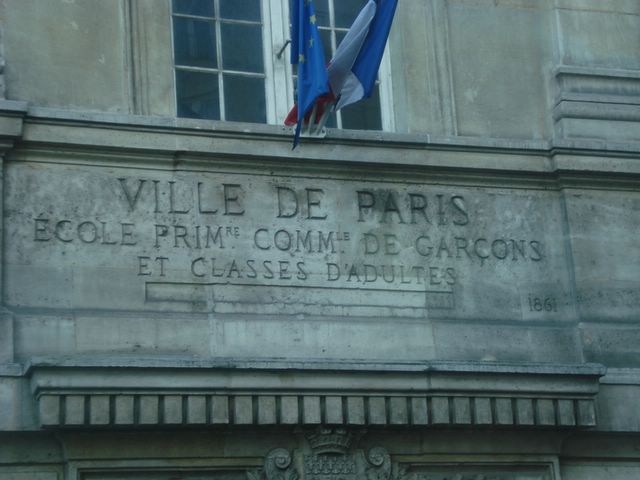 VILLE DE PARIS
ÉCOLE PRIMRE COMMLE DE GARÇONS
ET CLASSES D'ADULTES
1861